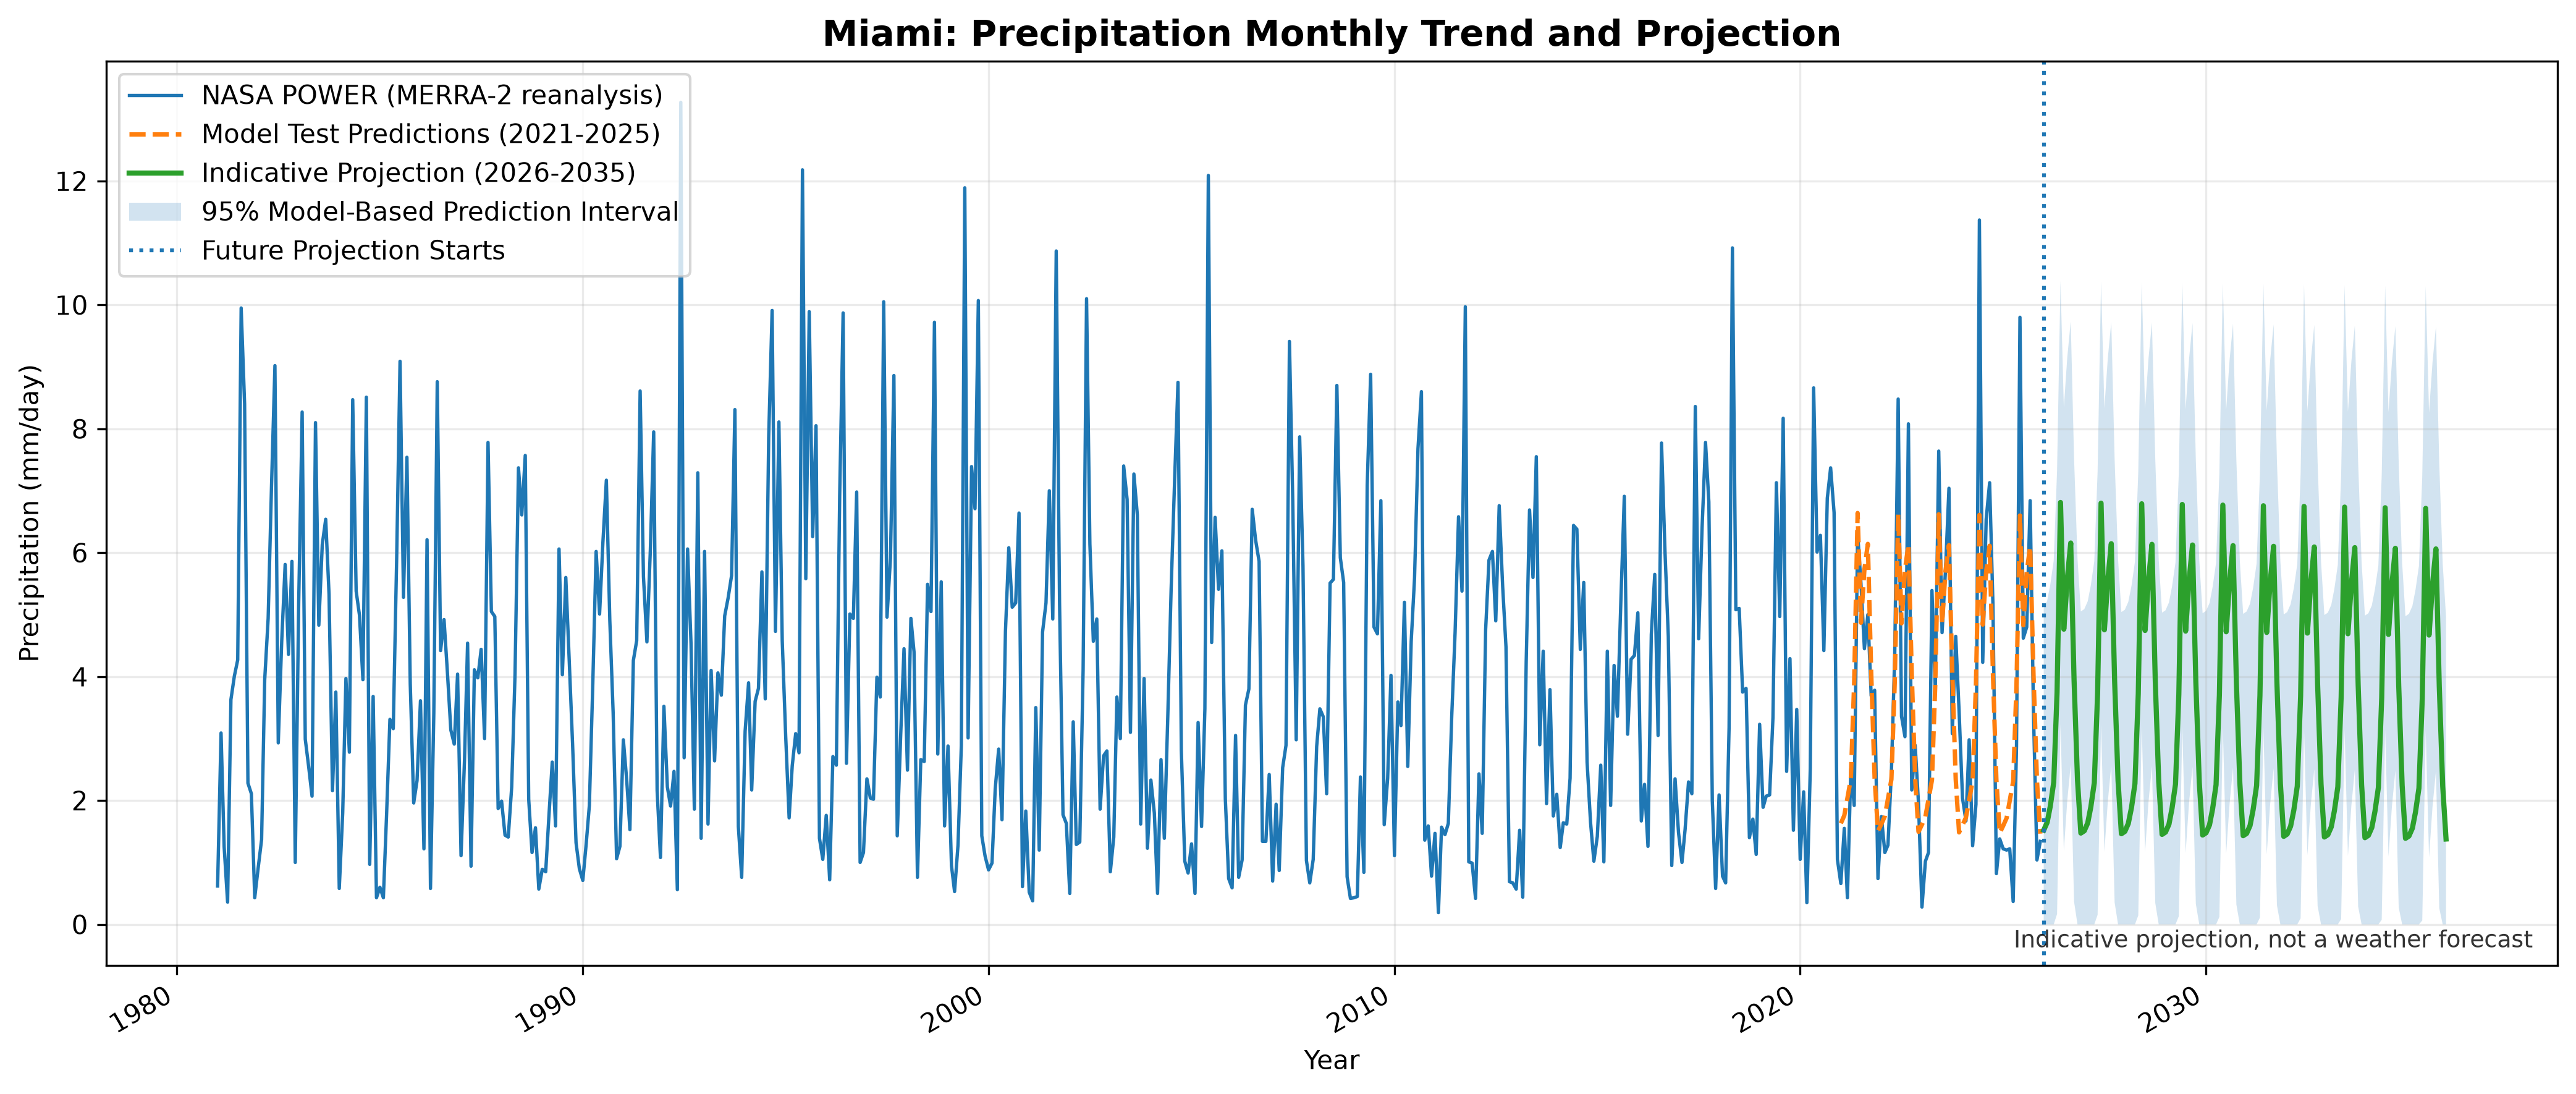 Miami: Precipitation Monthly Trend and Projection
NASA POWER (MERRA-2 reanalysis)
Model Test Predictions (2021-2025)
Indicative Projection (2026-2035)
95% Model-Based Prediction Interval
Future Projection Starts
Precipitation (mm/day)
12
10
8
6
4
2
0
Indicative projection, not a weather forecast
1980
1990
2000
2010
2020
2030
Year